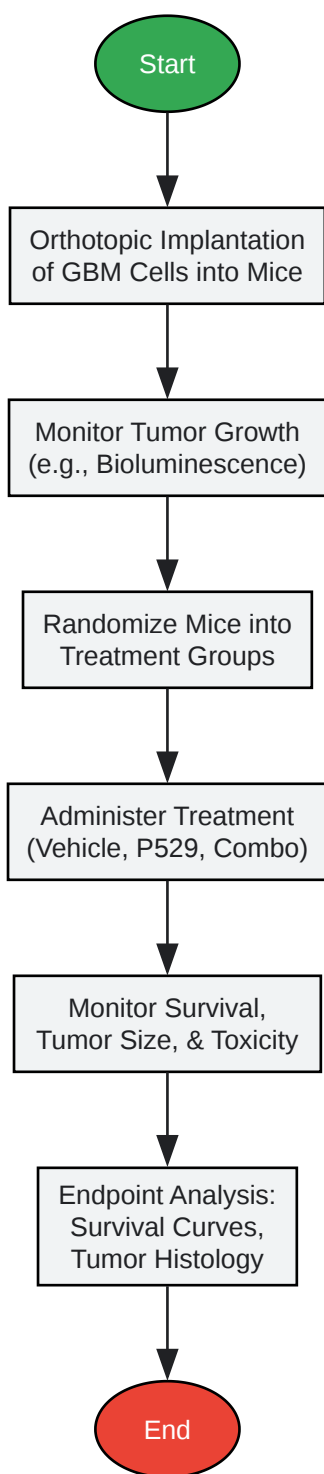 Start
Orthotopic Implantation
of GBM Cells into Mice
Monitor Tumor Growth
(e.g., Bioluminescence)
Randomize Mice into
Treatment Groups
Administer Treatment
(Vehicle, P529, Combo)
Monitor Survival,
Tumor Size, & Toxicity
Endpoint Analysis:
Survival Curves,
Tumor Histology
End